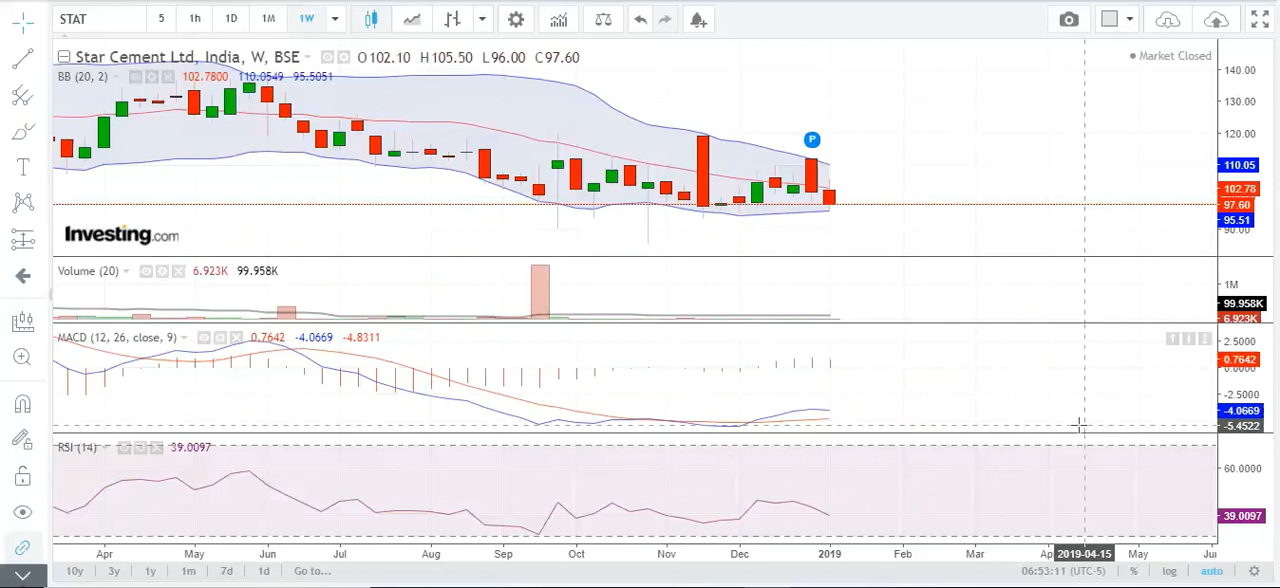 STAT 5 1h 1D 1M 1W
Star Cement Ltd, India, W, BSE O102.10 H105.50 L96.00 C97.60
Market Closed
BB (20, 2) 102.7800 110.0549 95.5051
140.00
130.00
120.00
P
110.05
102.78
97.60
95.51
90.00
Investing.com
Volume (20) 6.923K 99.958K
1M
99.958K
6.923K
MACD (12, 26, close, 9) 0.7642 -4.0669 -4.8311
2.5000
0.7642
0.0000
-2.5000
-4.0669
-5.4522
RSI (14) 39.0097
60.0000
39.0097
Apr May Jun Jul Aug Sep Oct Nov Dec 2019 Feb Mar Ap 2019-04-15 May Ju
10y 3y 1y 1m 7d 1d Go to... 06:53:11 (UTC-5) % log auto